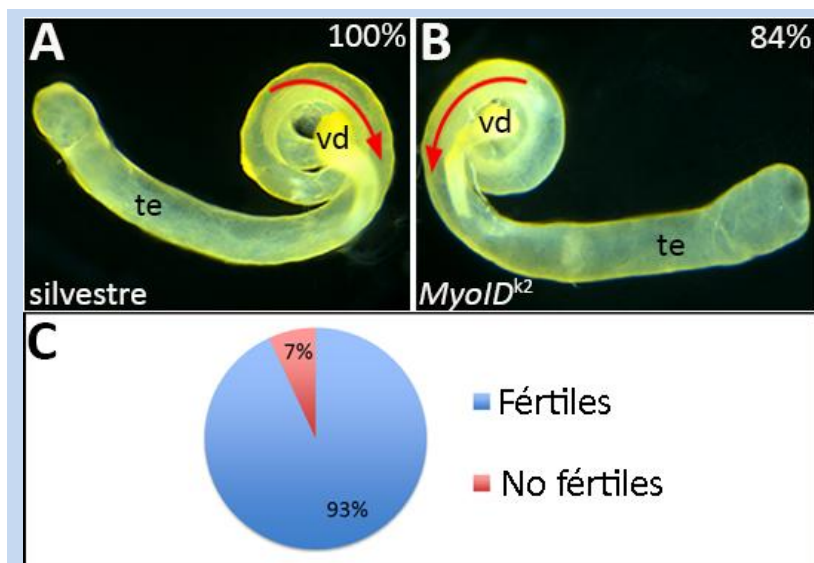 A 100%
te
vd
silvestre
B 84%
vd
te
MyoID^k2
C
7%
93%
Fértiles
No fértiles